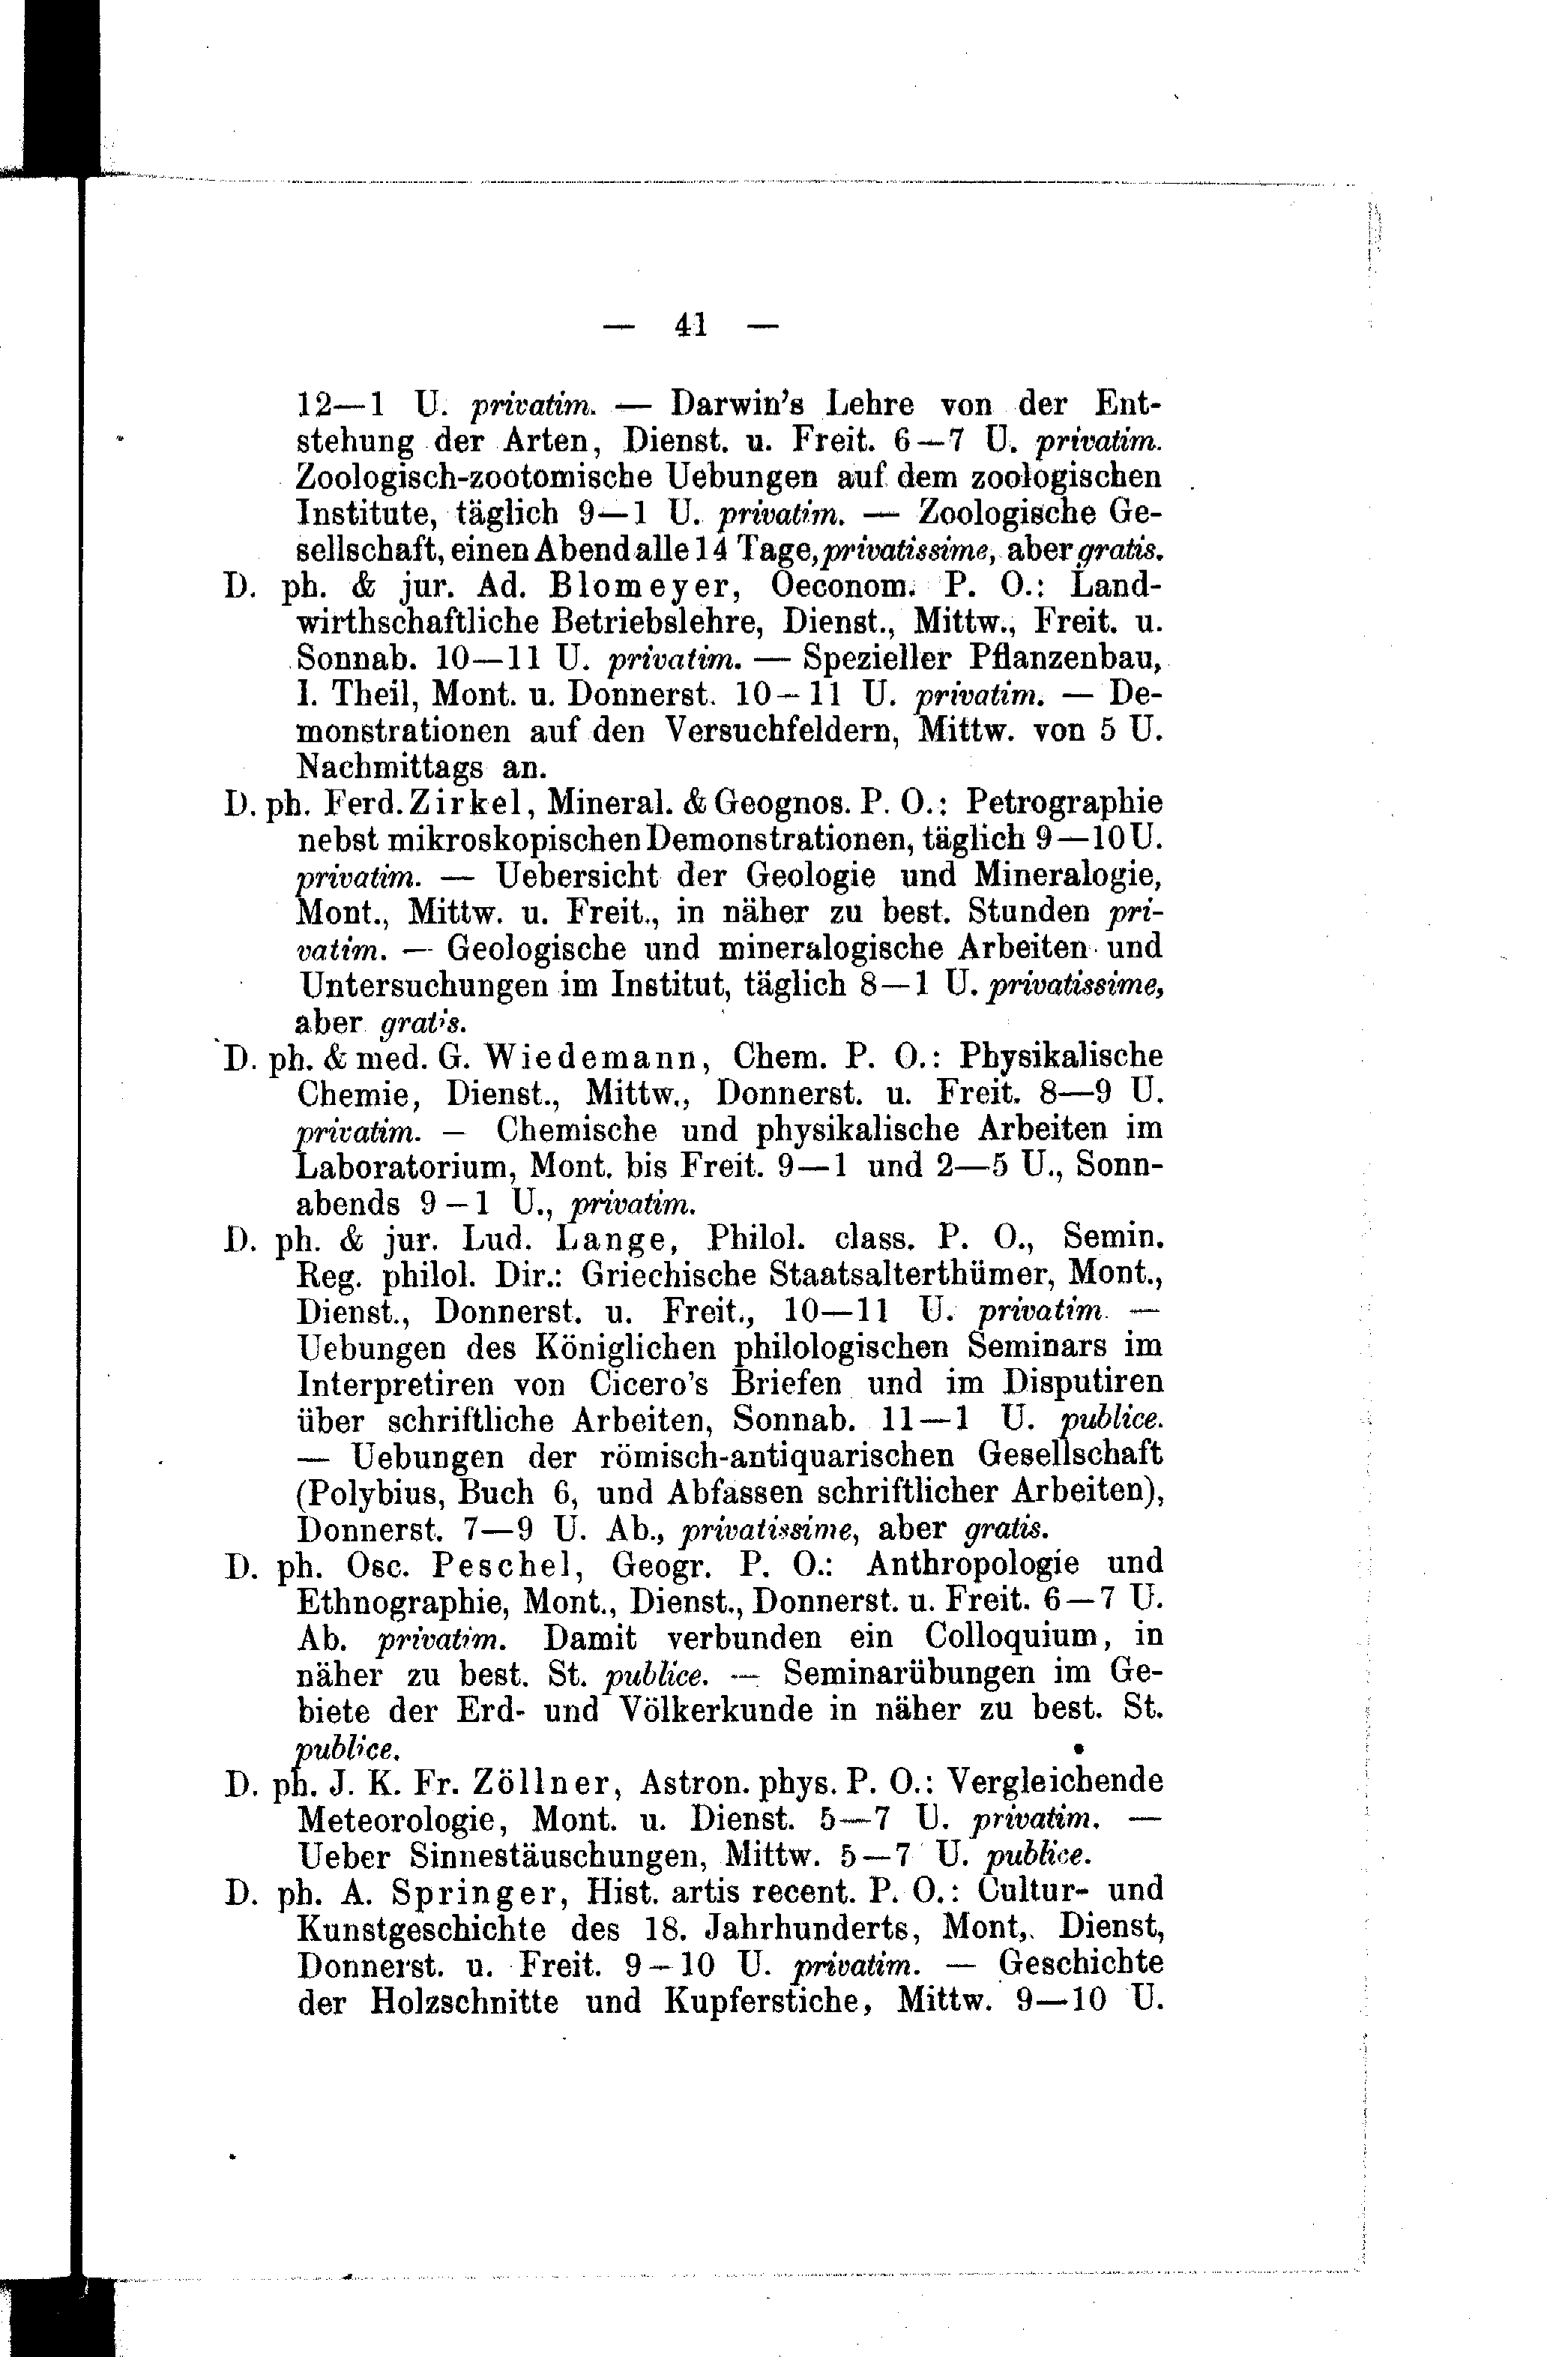 — 41 —
12—1 U. privatim. — Darwin's Lehre von der Ent-
stehung der Arten, Dienst. u. Freit. 6—7 U. privatim.
Zoologisch-zootomische Uebungen auf dem zoologischen
Institute, täglich 9—1 U. privatim. — Zoologische Ge-
sellschaft, einen Abend alle 14 Tage, privatissime, aber gratis.
D. ph. & jur. Ad. Blomeyer, Oeconom. P. O.: Land-
wirthschaftliche Betriebslehre, Dienst., Mittw., Freit. u.
Sonnab. 10—11 U. privatim. — Spezieller Pflanzenbau,
I. Theil, Mont. u. Donnerst. 10—11 U. privatim. — De-
monstrationen auf den Versuchfeldern, Mittw. von 5 U.
Nachmittags an.
D. ph. Ferd. Zirkel, Mineral. & Geognos. P. O.: Petrographie
nebst mikroskopischen Demonstrationen, täglich 9—10 U.
privatim. — Uebersicht der Geologie und Mineralogie,
Mont., Mittw. u. Freit., in näher zu best. Stunden pri-
vatim. — Geologische und mineralogische Arbeiten und
Untersuchungen im Institut, täglich 8—1 U. privatissime,
aber gratis.
D. ph. & med. G. Wiedemann, Chem. P. O.: Physikalische
Chemie, Dienst., Mittw., Donnerst. u. Freit. 8—9 U.
privatim. — Chemische und physikalische Arbeiten im
Laboratorium, Mont. bis Freit. 9—1 und 2—5 U., Sonn-
abends 9—1 U., privatim.
D. ph. & jur. Lud. Lange, Philol. class. P. O., Semin.
Reg. philol. Dir.: Griechische Staatsalterthümer, Mont.,
Dienst., Donnerst. u. Freit., 10—11 U. privatim. —
Uebungen des Königlichen philologischen Seminars im
Interpretiren von Cicero's Briefen und im Disputiren
über schriftliche Arbeiten, Sonnab. 11—1 U. publice.
— Uebungen der römisch-antiquarischen Gesellschaft
(Polybius, Buch 6, und Abfassen schriftlicher Arbeiten),
Donnerst. 7—9 U. Ab., privatissime, aber gratis.
D. ph. Osc. Peschel, Geogr. P. O.: Anthropologie und
Ethnographie, Mont., Dienst., Donnerst. u. Freit. 6—7 U.
Ab. privatim. Damit verbunden ein Colloquium, in
näher zu best. St. publice. — Seminarübungen im Ge-
biete der Erd- und Völkerkunde in näher zu best. St.
publice.
D. ph. J. K. Fr. Zöllner, Astron. phys. P. O.: Vergleichende
Meteorologie, Mont. u. Dienst. 5—7 U. privatim. —
Ueber Sinnestäuschungen, Mittw. 5—7 U. publice.
D. ph. A. Springer, Hist. artis recent. P. O.: Cultur- und
Kunstgeschichte des 18. Jahrhunderts, Mont,. Dienst,
Donnerst. u. Freit. 9—10 U. privatim. — Geschichte
der Holzschnitte und Kupferstiche, Mittw. 9—10 U.